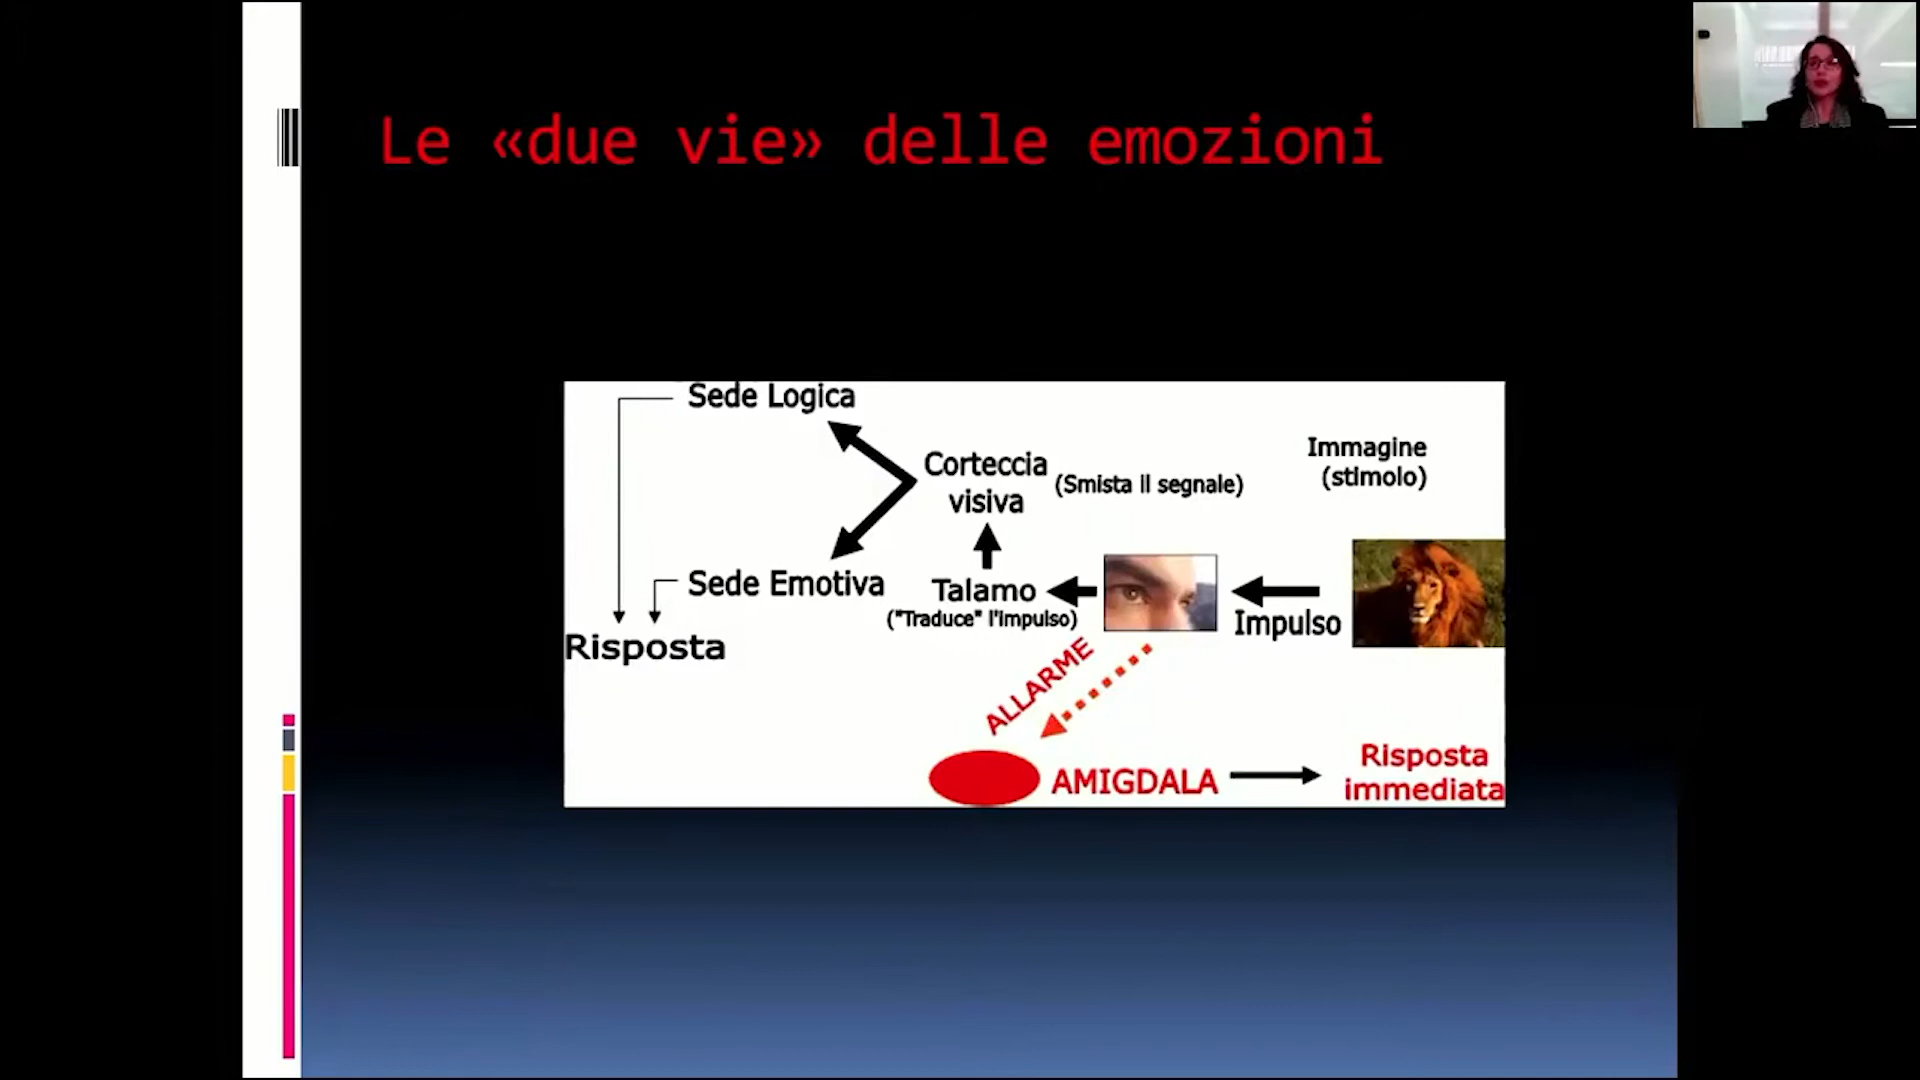 Le «due vie» delle emozioni
Sede Logica
Corteccia
visiva
(Smista il segnale)
Immagine
(stimolo)
Sede Emotiva
Talamo
("Traduce" l'impulso)
Impulso
Risposta
ALLARME
AMIGDALA
Risposta
immediata